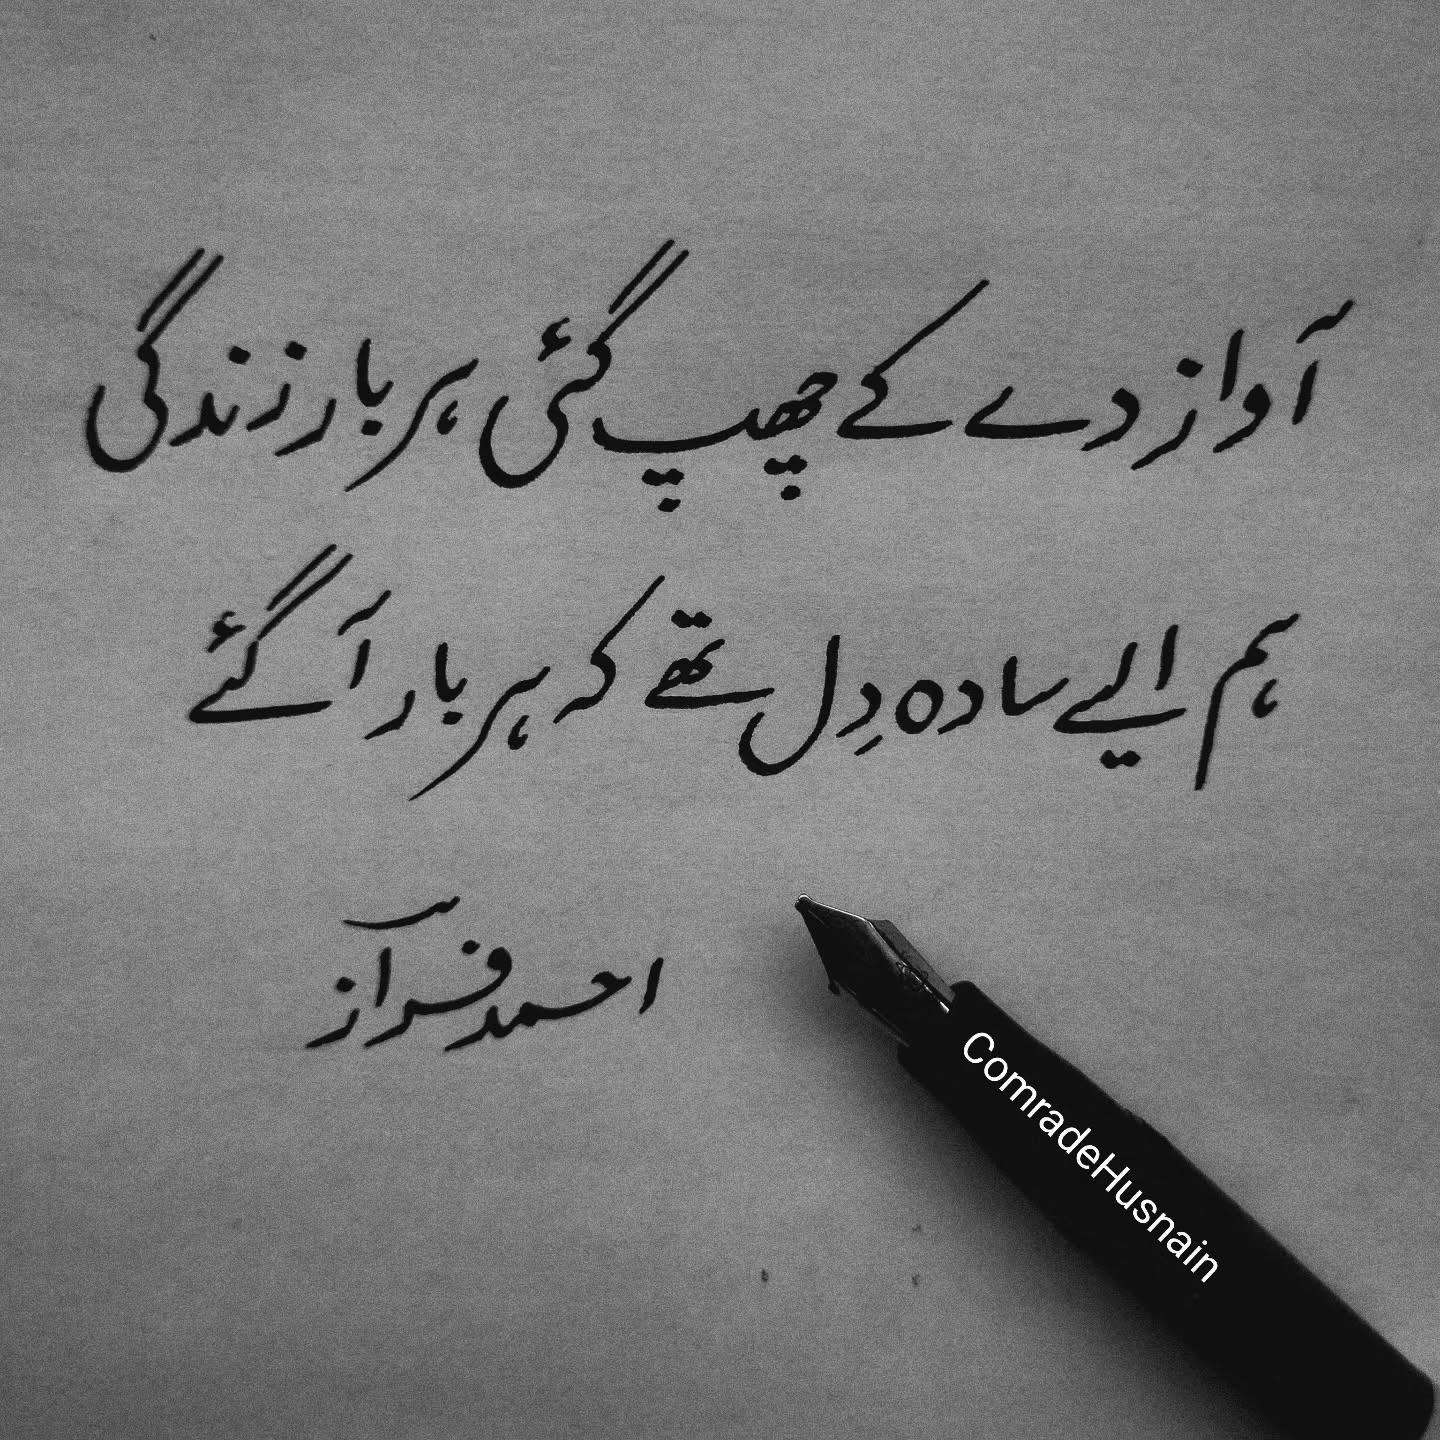 آواز دے کے چھپ گئی ہر بار زندگی
ہم ایسے سادہ دِل تھے کہ ہر بار آ گئے
احمد فراز
ComradeHusnain